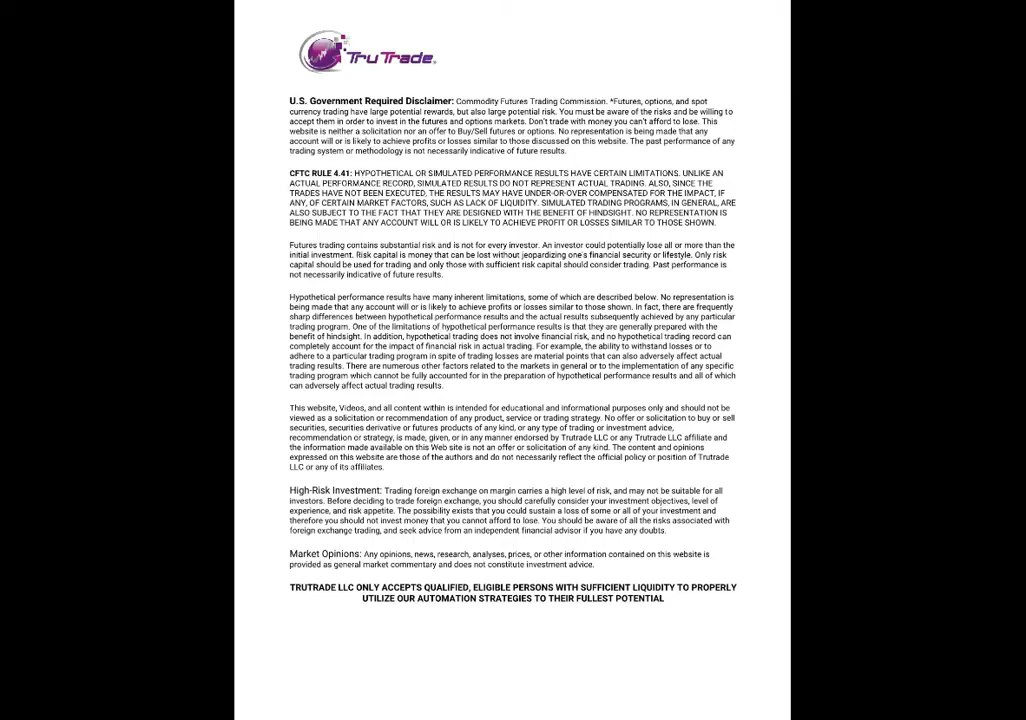 TruTrade®
U.S. Government Required Disclaimer: Commodity Futures Trading Commission. *Futures, options, and spot
currency trading have large potential rewards, but also large potential risk. You must be aware of the risks and be willing to
accept them in order to invest in the futures and options markets. Don't trade with money you can't afford to lose. This
website is neither a solicitation nor an offer to Buy/Sell futures or options. No representation is being made that any
account will or is likely to achieve profits or losses similar to those discussed on this website. The past performance of any
trading system or methodology is not necessarily indicative of future results.
CFTC RULE 4.41: HYPOTHETICAL OR SIMULATED PERFORMANCE RESULTS HAVE CERTAIN LIMITATIONS. UNLIKE AN
ACTUAL PERFORMANCE RECORD, SIMULATED RESULTS DO NOT REPRESENT ACTUAL TRADING. ALSO, SINCE THE
TRADES HAVE NOT BEEN EXECUTED, THE RESULTS MAY HAVE UNDER-OR-OVER COMPENSATED FOR THE IMPACT, IF
ANY, OF CERTAIN MARKET FACTORS, SUCH AS LACK OF LIQUIDITY. SIMULATED TRADING PROGRAMS, IN GENERAL, ARE
ALSO SUBJECT TO THE FACT THAT THEY ARE DESIGNED WITH THE BENEFIT OF HINDSIGHT. NO REPRESENTATION IS
BEING MADE THAT ANY ACCOUNT WILL OR IS LIKELY TO ACHIEVE PROFIT OR LOSSES SIMILAR TO THOSE SHOWN.
Futures trading contains substantial risk and is not for every investor. An investor could potentially lose all or more than the
initial investment. Risk capital is money that can be lost without jeopardizing one's financial security or lifestyle. Only risk
capital should be used for trading and only those with sufficient risk capital should consider trading. Past performance is
not necessarily indicative of future results.
Hypothetical performance results have many inherent limitations, some of which are described below. No representation is
being made that any account will or is likely to achieve profits or losses similar to those shown. In fact, there are frequently
sharp differences between hypothetical performance results and the actual results subsequently achieved by any particular
trading program. One of the limitations of hypothetical performance results is that they are generally prepared with the
benefit of hindsight. In addition, hypothetical trading does not involve financial risk, and no hypothetical trading record can
completely account for the impact of financial risk in actual trading. For example, the ability to withstand losses or to
adhere to a particular trading program in spite of trading losses are material points that can also adversely affect actual
trading results. There are numerous other factors related to the markets in general or to the implementation of any specific
trading program which cannot be fully accounted for in the preparation of hypothetical performance results and all of which
can adversely affect actual trading results.
This website, Videos, and all content within is intended for educational and informational purposes only and should not be
viewed as a solicitation or recommendation of any product, service or trading strategy. No offer or solicitation to buy or sell
securities, securities derivative or futures products of any kind, or any type of trading or investment advice,
recommendation or strategy, is made, given, or in any manner endorsed by Trutrade LLC or any Trutrade LLC affiliate and
the information made available on this Web site is not an offer or solicitation of any kind. The content and opinions
expressed on this website are those of the authors and do not necessarily reflect the official policy or position of Trutrade
LLC or any of its affiliates.
High-Risk Investment: Trading foreign exchange on margin carries a high level of risk, and may not be suitable for all
investors. Before deciding to trade foreign exchange, you should carefully consider your investment objectives, level of
experience, and risk appetite. The possibility exists that you could sustain a loss of some or all of your investment and
therefore you should not invest money that you cannot afford to lose. You should be aware of all the risks associated with
foreign exchange trading, and seek advice from an independent financial advisor if you have any doubts.
Market Opinions: Any opinions, news, research, analyses, prices, or other information contained on this website is
provided as general market commentary and does not constitute investment advice.
TRUTRADE LLC ONLY ACCEPTS QUALIFIED, ELIGIBLE PERSONS WITH SUFFICIENT LIQUIDITY TO PROPERLY
UTILIZE OUR AUTOMATION STRATEGIES TO THEIR FULLEST POTENTIAL